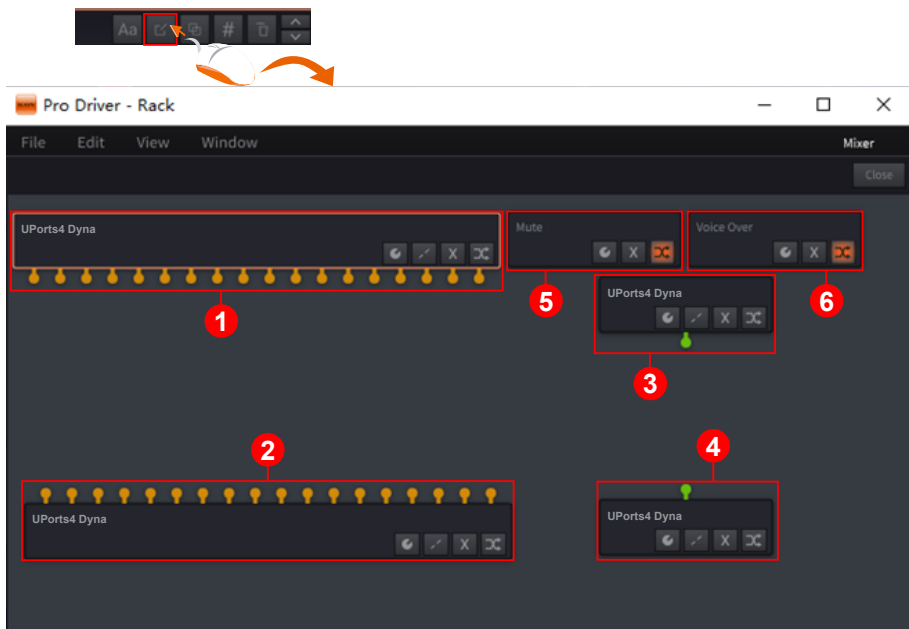 Aa #
Pro Driver - Rack
File Edit View Window Mixer
Close
UPorts4 Dyna
X
Mute
X
Voice Over
X
1
5
6
UPorts4 Dyna
X
3
2
4
UPorts4 Dyna
X
UPorts4 Dyna
X